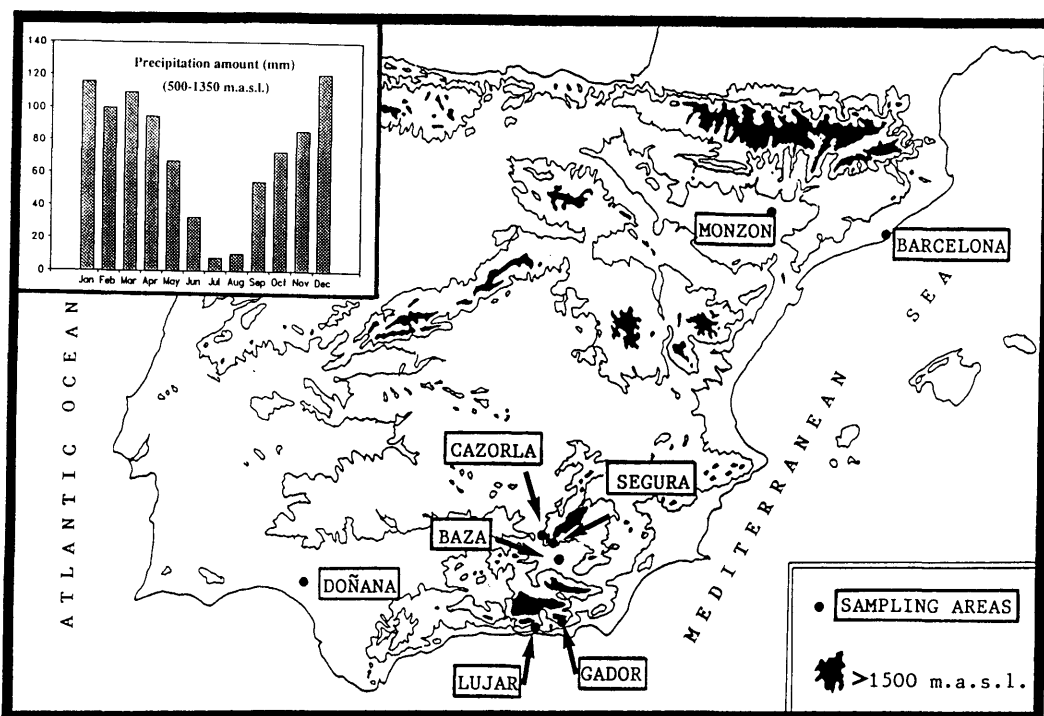 140
120
100
80
60
40
20
0
Precipitation amount (mm)
(500-1350 m.a.s.l.)
Jan Feb Mar Apr May Jun Jul Aug Sep Oct Nov Dec
MONZON
BARCELONA
ATLANTIC OCEAN
MEDITERRANEAN SEA
CAZORLA
SEGURA
BAZA
DOÑANA
LUJAR
GADOR
SAMPLING AREAS
>1500 m.a.s.l.